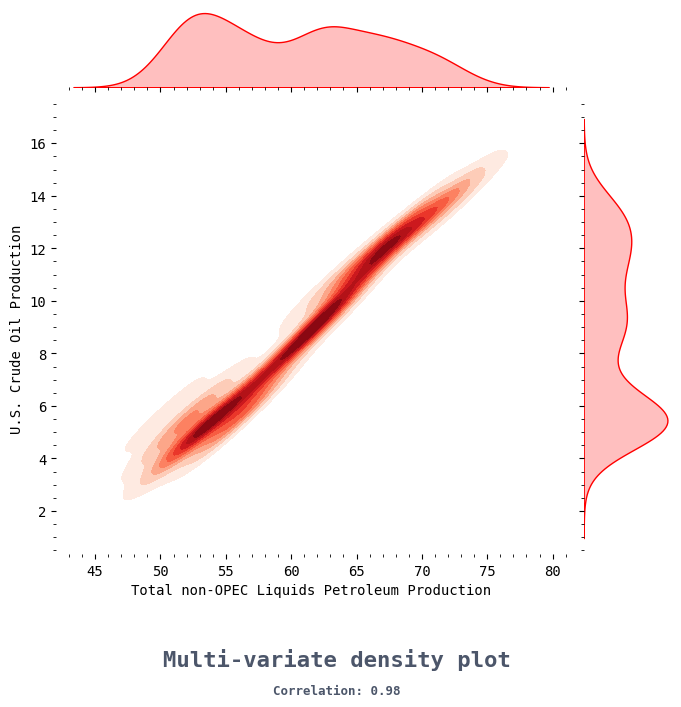 16
14
12
10
8
6
4
2
U.S. Crude Oil Production
45 50 55 60 65 70 75 80
Total non-OPEC Liquids Petroleum Production
Multi-variate density plot
Correlation: 0.98